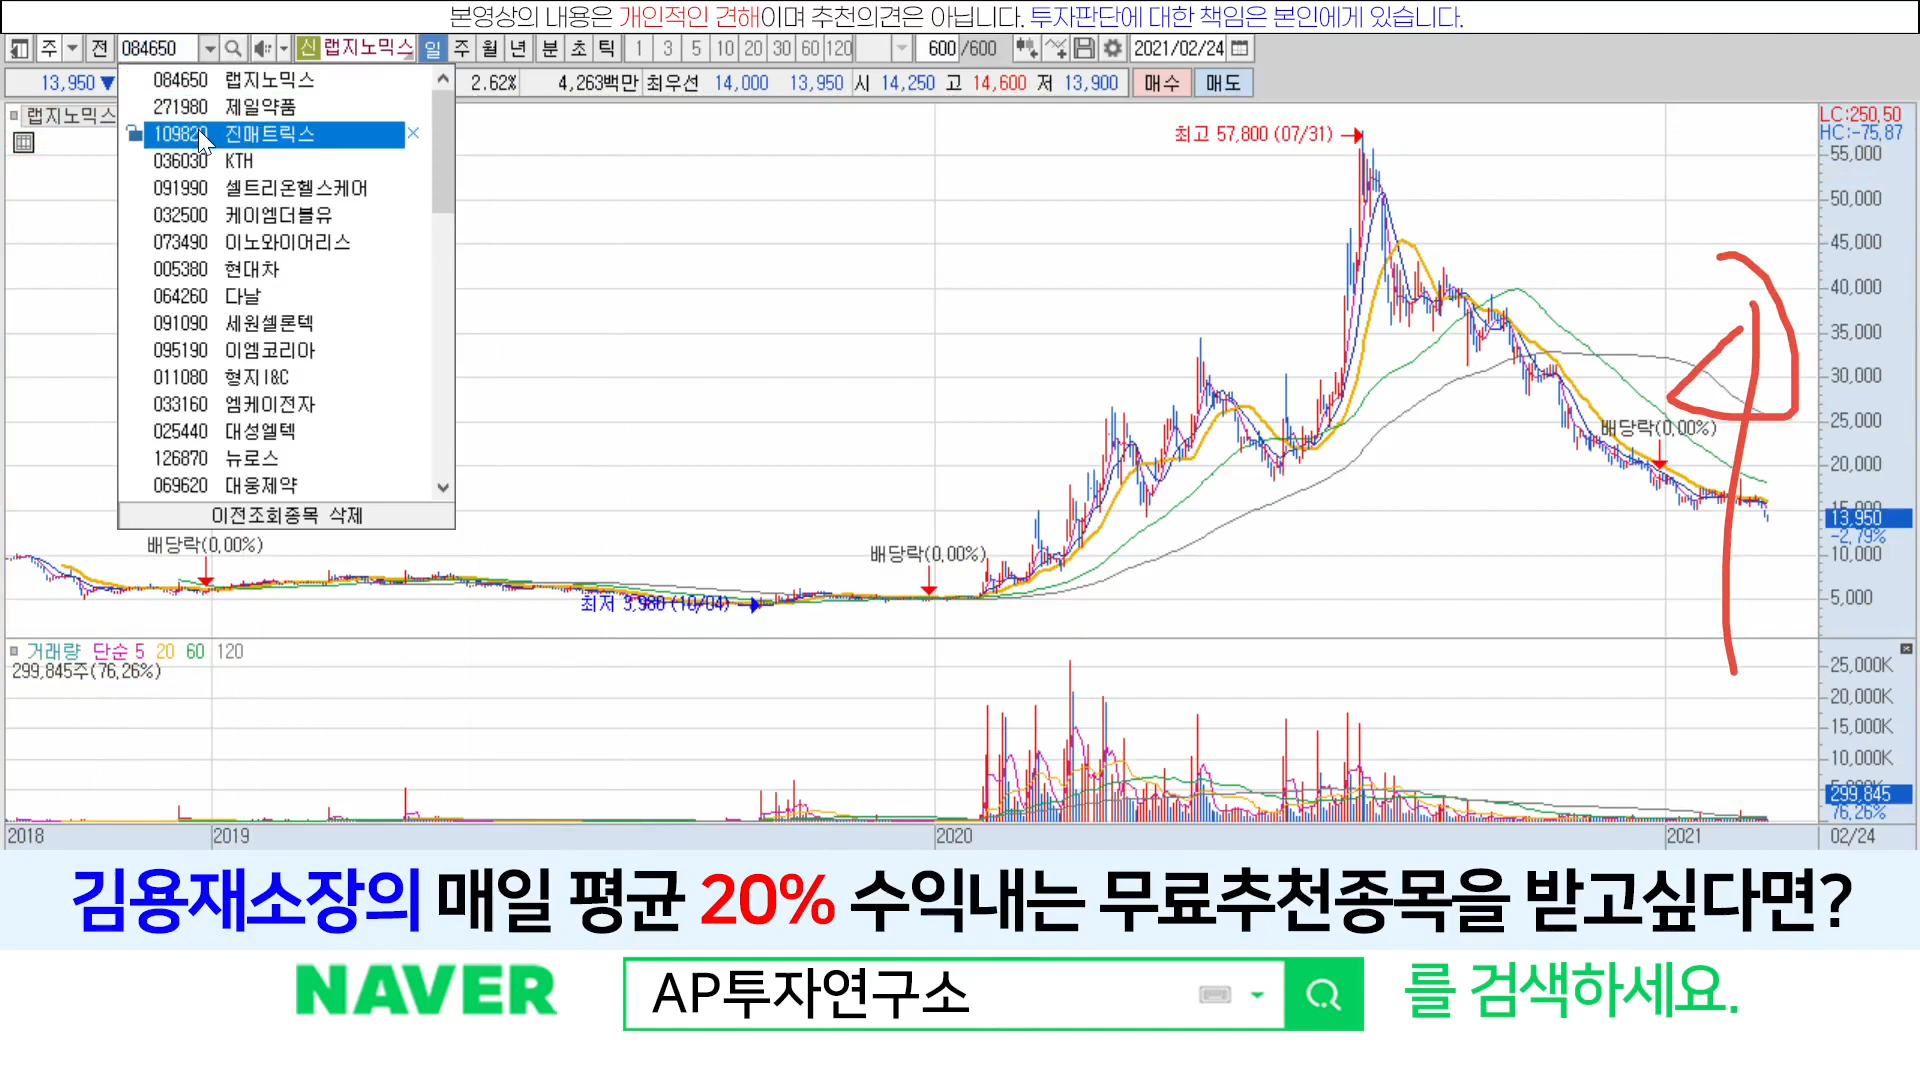 본영상의 내용은 개인적인 견해이며 추천의견은 아닙니다. 투자판단에 대한 책임은 본인에게 있습니다.
주 전 084650 신 랩지노믹스 일 주 월 년 분 초 틱 1 3 5 10 20 30 60 120 600 /600 2021/02/24
13,950 ▼ 2.62% 4,263백만 최우선 14,000 13,950 시 14,250 고 14,600 저 13,900 매수 매도
랩지노믹스
084650 랩지노믹스
271980 제일약품
109820 진매트릭스
036030 KTH
091990 셀트리온헬스케어
032500 케이엠더블유
073490 이노와이어리스
005380 현대차
064260 다날
091090 세원셀론텍
095190 이엠코리아
011080 형지I&C
033160 엠케이전자
025440 대성엘텍
126870 뉴로스
069620 대웅제약
이전조회종목 삭제
LC:250,50
HC:-75,87
최고 57,800 (07/31)
55,000
50,000
45,000
40,000
35,000
30,000
25,000
배당락(0,00%)
20,000
15,000
13,950
-2,79%
10,000
배당락(0,00%)
배당락(0,00%)
최저 3,980 (10/04)
5,000
거래량 단순 5 20 60 120
299,845주(76,26%)
25,000K
20,000K
15,000K
10,000K
299,845
76,26%
2018 2019 2020 2021 02/24
김용재소장의 매일 평균 20% 수익내는 무료추천종목을 받고싶다면?
NAVER AP투자연구소 를 검색하세요.